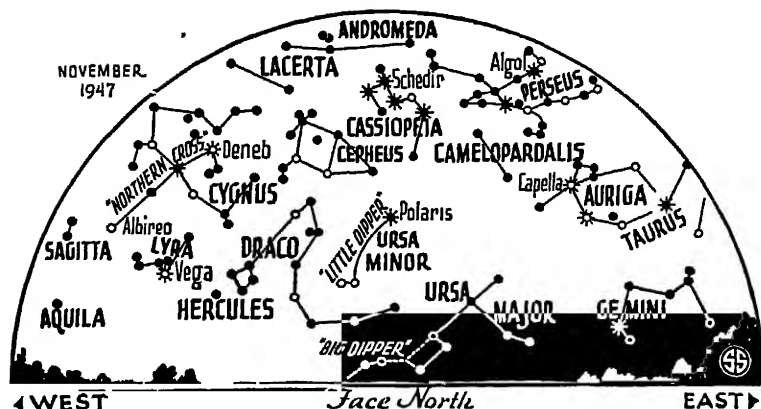 ANDROMEDA
LACERTA
NOVEMBER
1947
Schedir
Algol
PERSEUS
CASSIOPEIA
"NORTHERN CROSS"
Deneb
CEPHEUS
CAMELOPARDALIS
CYGNUS
Capella
AURIGA
Albireo
"LITTLE DIPPER"
Polaris
TAURUS
SAGITTA
LYRA
DRACO
URSA
MINOR
Vega
HERCULES
URSA
MAJOR
GEMINI
AQUILA
"BIG DIPPER"
SS
WEST
Face North
EAST